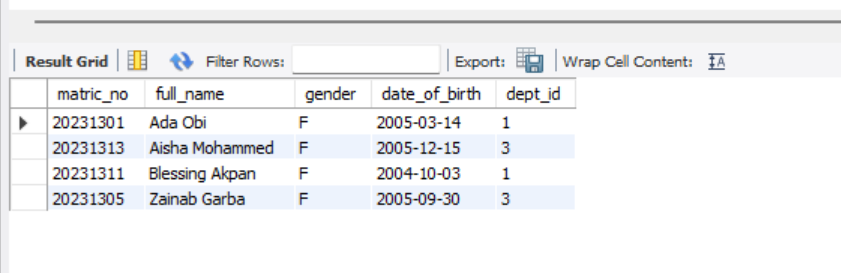 Result Grid Filter Rows: Export: Wrap Cell Content: IA
matric_no full_name gender date_of_birth dept_id
20231301 Ada Obi F 2005-03-14 1
20231313 Aisha Mohammed F 2005-12-15 3
20231311 Blessing Akpan F 2004-10-03 1
20231305 Zainab Garba F 2005-09-30 3